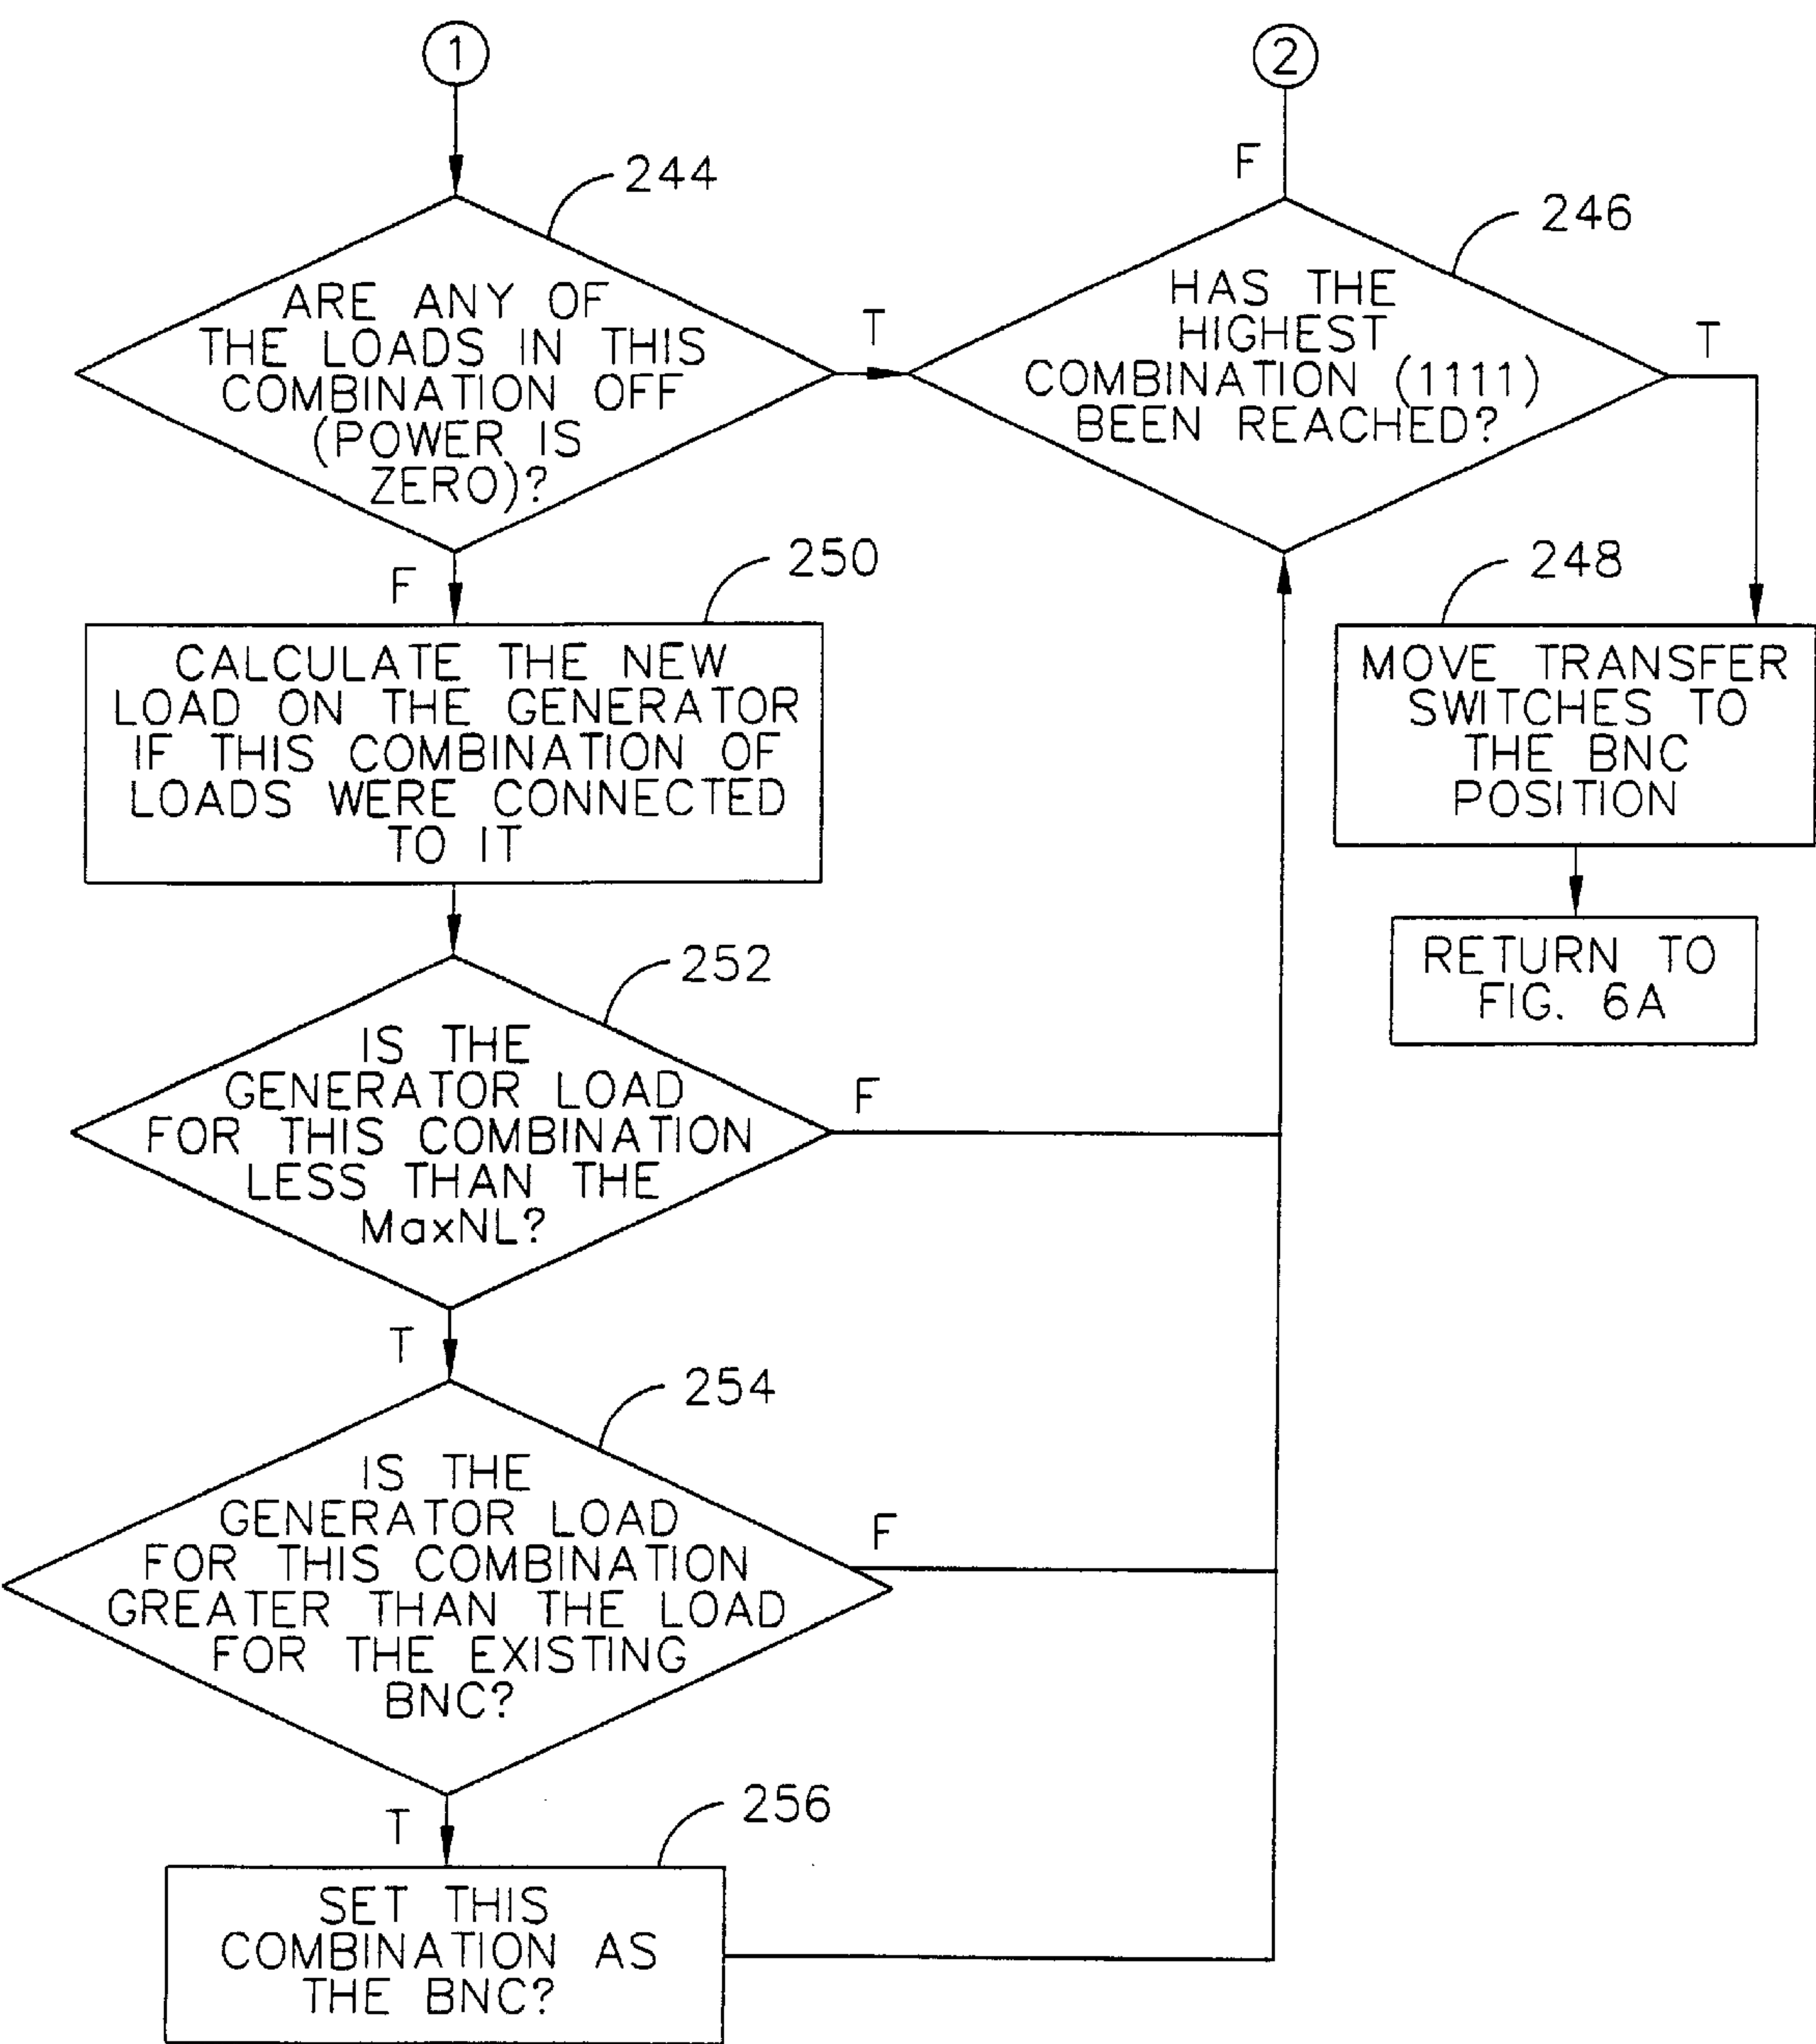 1
2
244
ARE ANY OF
THE LOADS IN THIS
COMBINATION OFF
(POWER IS
ZERO)?
T
F
F
246
HAS THE
HIGHEST
COMBINATION (1111)
BEEN REACHED?
T
250
CALCULATE THE NEW
LOAD ON THE GENERATOR
IF THIS COMBINATION OF
LOADS WERE CONNECTED
TO IT
248
MOVE TRANSFER
SWITCHES TO
THE BNC
POSITION
RETURN TO
FIG. 6A
252
IS THE
GENERATOR LOAD
FOR THIS COMBINATION
LESS THAN THE
MaxNL?
F
T
254
IS THE
GENERATOR LOAD
FOR THIS COMBINATION
GREATER THAN THE LOAD
FOR THE EXISTING
BNC?
F
T
256
SET THIS
COMBINATION AS
THE BNC?